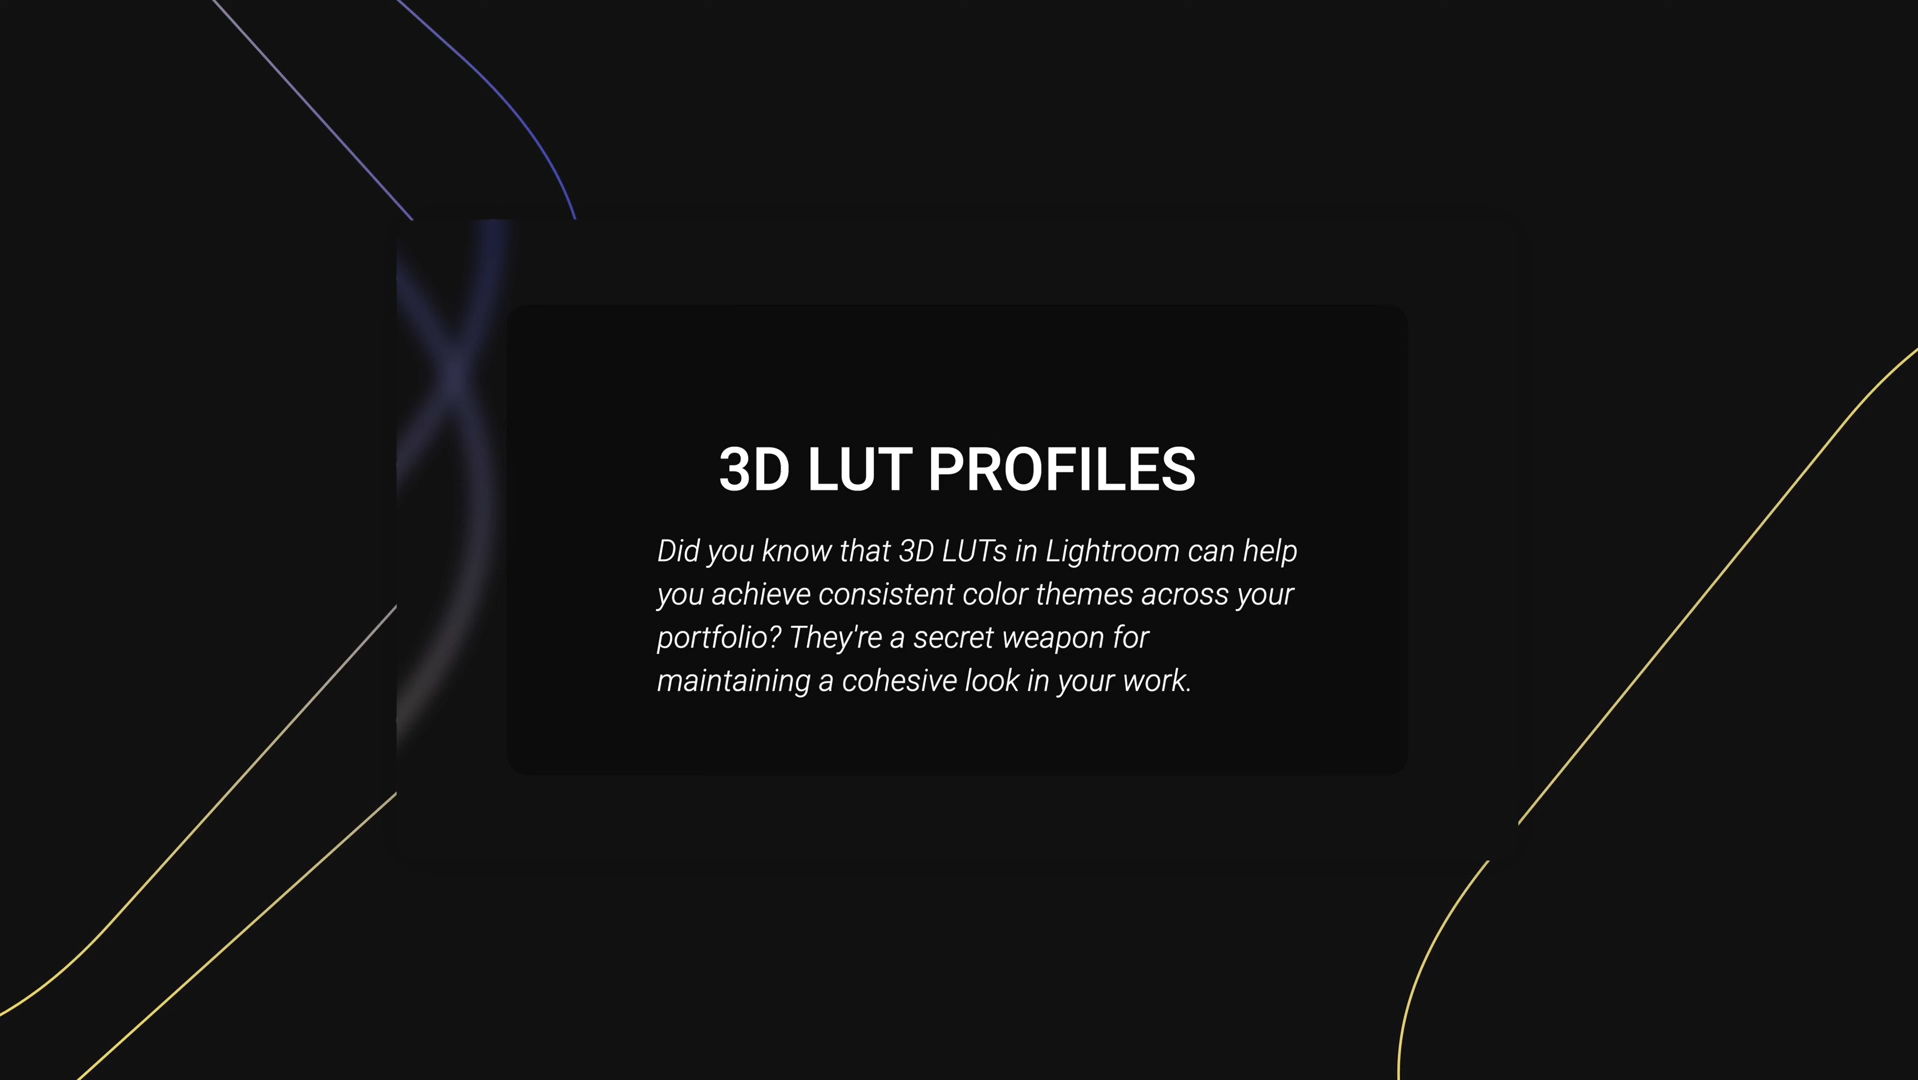 3D LUT PROFILES
Did you know that 3D LUTs in Lightroom can help
you achieve consistent color themes across your
portfolio? They're a secret weapon for
maintaining a cohesive look in your work.